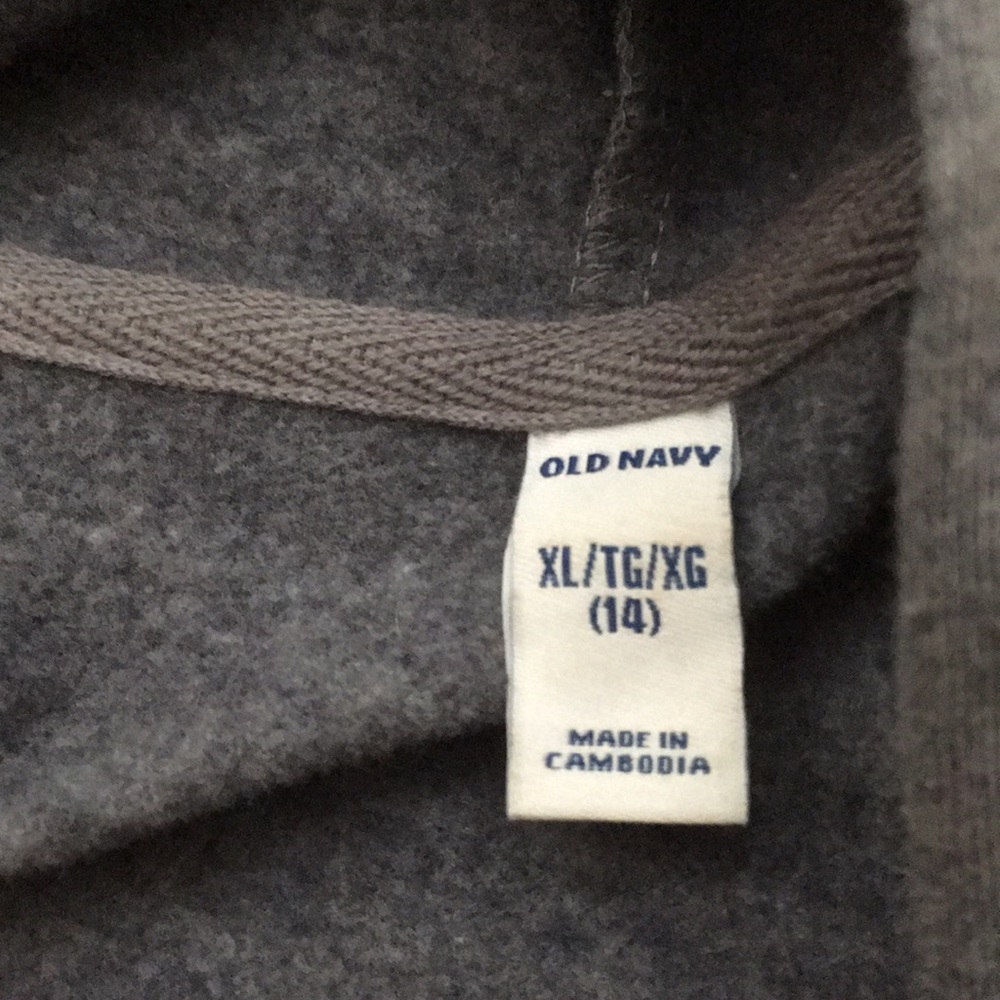 OLD NAVY
XL/TG/XG
(14)
MADE IN
CAMBODIA